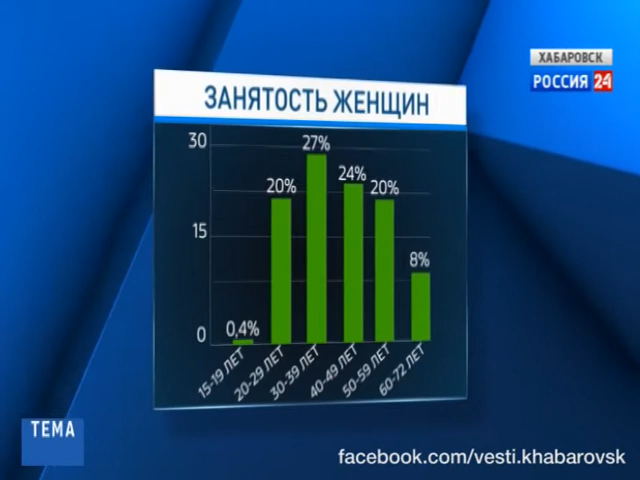 ХАБАРОВСК
РОССИЯ 24
ЗАНЯТОСТЬ ЖЕНЩИН
30
15
0
0,4%
20%
27%
24%
20%
8%
15-19 ЛЕТ
20-29 ЛЕТ
30-39 ЛЕТ
40-49 ЛЕТ
50-59 ЛЕТ
60-72 ЛЕТ
ТЕМА
facebook.com/vesti.khabarovsk